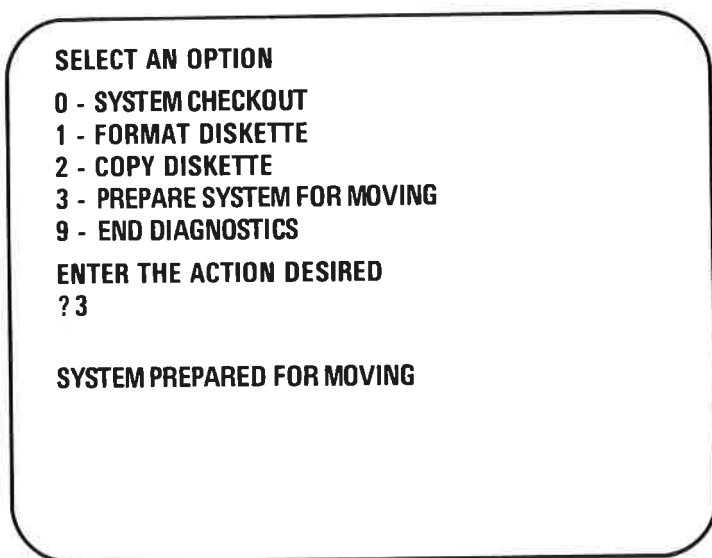 SELECT AN OPTION
0 - SYSTEM CHECKOUT
1 - FORMAT DISKETTE
2 - COPY DISKETTE
3 - PREPARE SYSTEM FOR MOVING
9 - END DIAGNOSTICS
ENTER THE ACTION DESIRED
? 3
SYSTEM PREPARED FOR MOVING